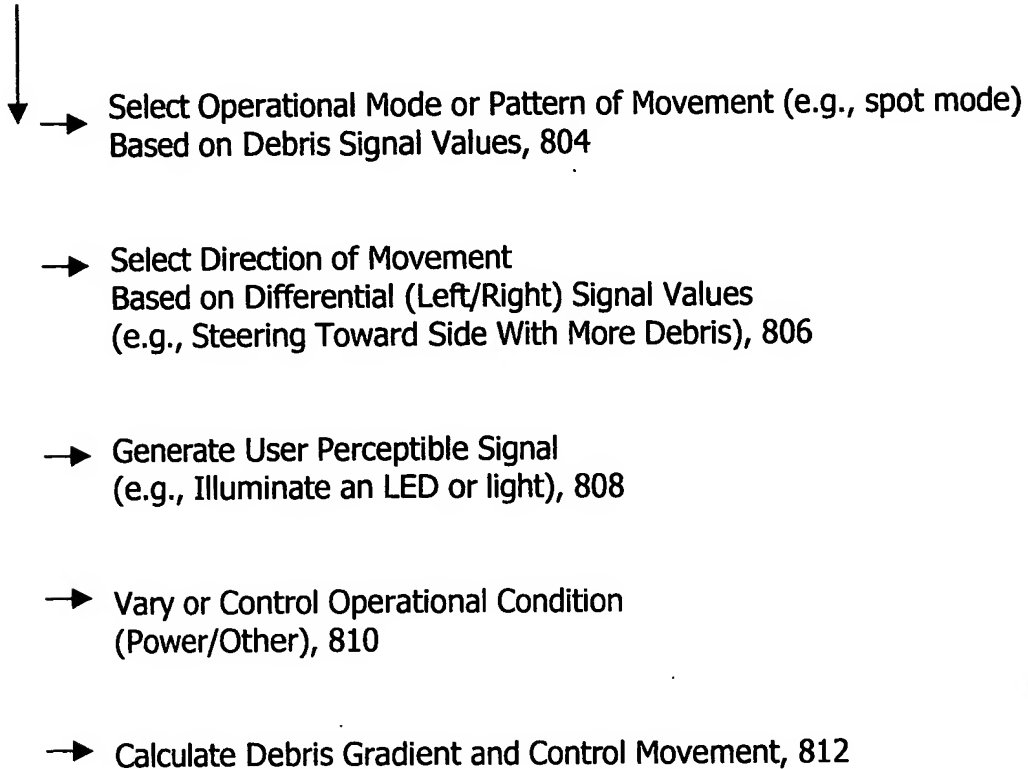 Select Operational Mode or Pattern of Movement (e.g., spot mode)
Based on Debris Signal Values, 804
Select Direction of Movement
Based on Differential (Left/Right) Signal Values
(e.g., Steering Toward Side With More Debris), 806
Generate User Perceptible Signal
(e.g., Illuminate an LED or light), 808
Vary or Control Operational Condition
(Power/Other), 810
Calculate Debris Gradient and Control Movement, 812